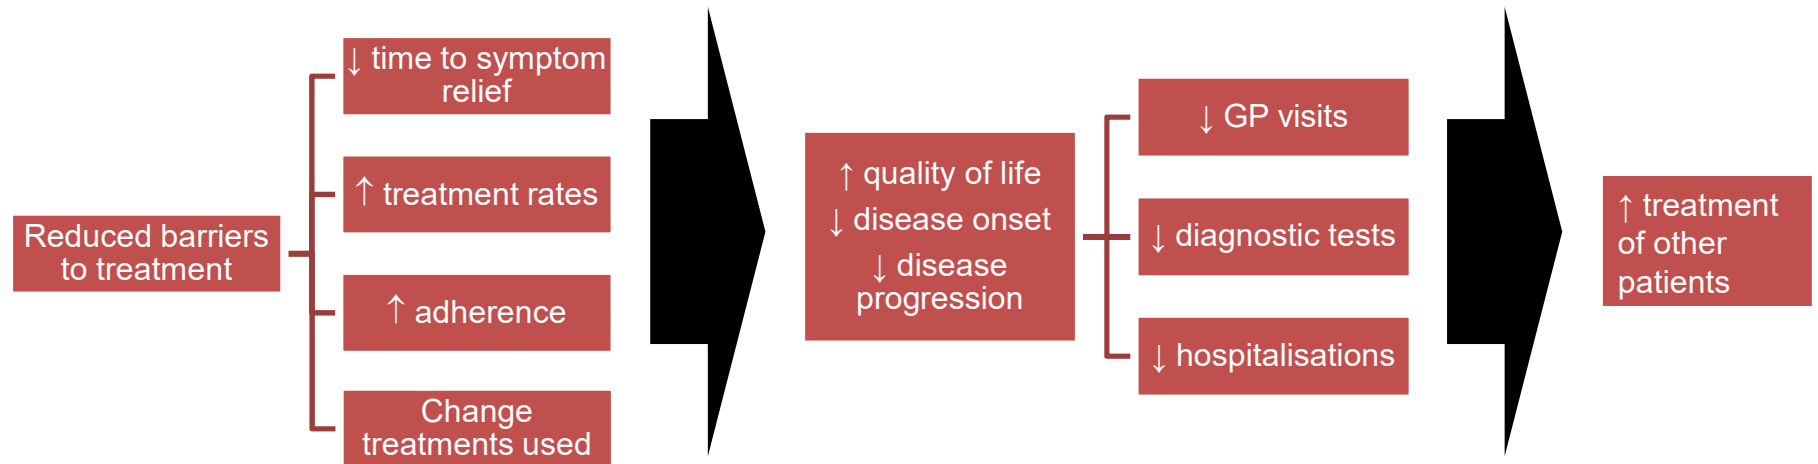 Reduced barriers
to treatment
↓ time to symptom
relief
↑ treatment rates
↑ adherence
Change
treatments used
↑ quality of life
↓ disease onset
↓ disease
progression
↓ GP visits
↓ diagnostic tests
↓ hospitalisations
↑ treatment
of other
patients